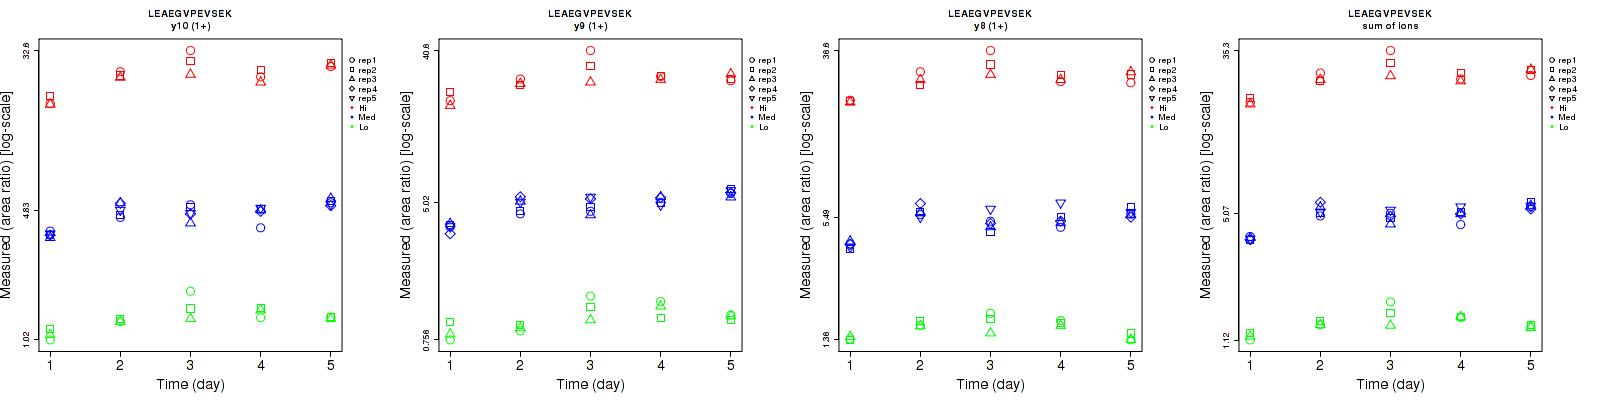 LEAEGVPEVSEK
y10 (1+)
Measured (area ratio) [log-scale]
32.6
4.83
1.02
1 2 3 4 5
Time (day)
rep1
rep2
rep3
rep4
rep5
Hi
Med
Lo
LEAEGVPEVSEK
y9 (1+)
Measured (area ratio) [log-scale]
40.6
5.02
0.756
1 2 3 4 5
Time (day)
rep1
rep2
rep3
rep4
rep5
Hi
Med
Lo
LEAEGVPEVSEK
y8 (1+)
Measured (area ratio) [log-scale]
36.6
5.49
1.36
1 2 3 4 5
Time (day)
rep1
rep2
rep3
rep4
rep5
Hi
Med
Lo
LEAEGVPEVSEK
sum of ions
Measured (area ratio) [log-scale]
35.3
5.07
1.12
1 2 3 4 5
Time (day)
rep1
rep2
rep3
rep4
rep5
Hi
Med
Lo